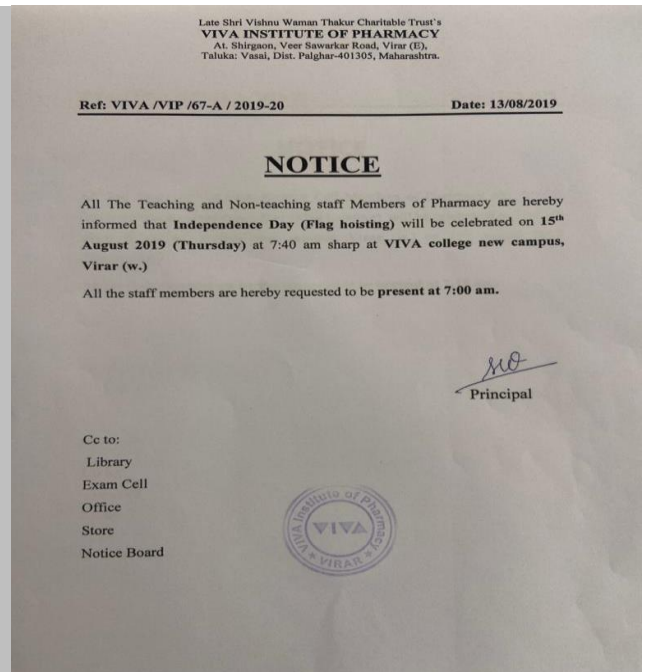 Late Shri Vishnu Waman Thakur Charitable Trust's
VIVA INSTITUTE OF PHARMACY
At. Shirgaon, Veer Sawarkar Road, Virar (E),
Taluka: Vasai, Dist. Palghar-401305, Maharashtra.
Ref: VIVA /VIP /67-A / 2019-20 Date: 13/08/2019
NOTICE
All The Teaching and Non-teaching staff Members of Pharmacy are hereby
informed that Independence Day (Flag hoisting) will be celebrated on 15th
August 2019 (Thursday) at 7:40 am sharp at VIVA college new campus,
Virar (w.)
All the staff members are hereby requested to be present at 7:00 am.
Principal
Cc to:
Library
Exam Cell
Office
Store
Notice Board
VIVA Institute of Pharmacy
VIVA
VIRAR